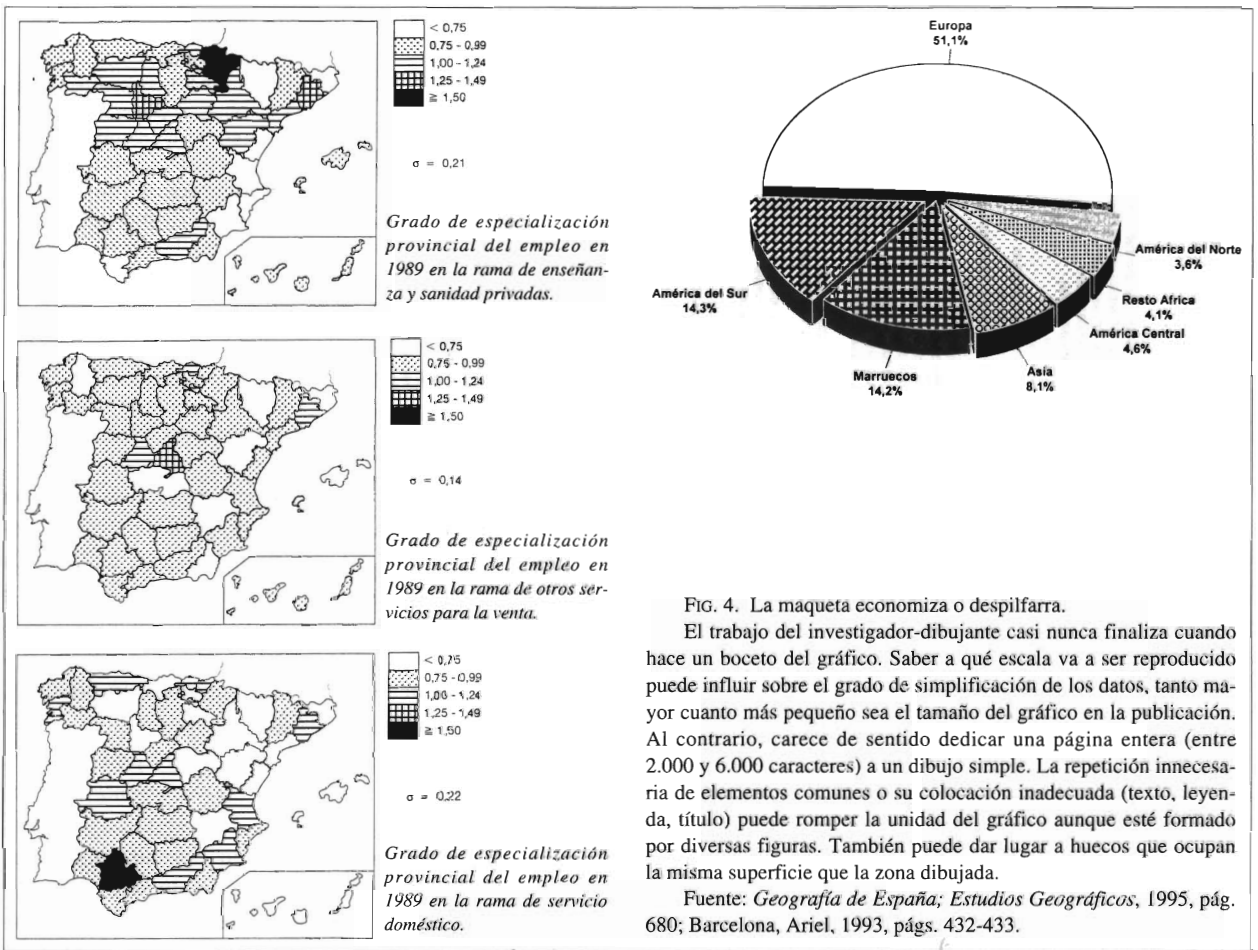 < 0,75
0,75 - 0,99
1,00 - 1,24
1,25 - 1,49
≧ 1,50
σ = 0,21
Grado de especialización
provincial del empleo en
1989 en la rama de enseñan-
za y sanidad privadas.
< 0,75
0,75 - 0,99
1,00 - 1,24
1,25 - 1,49
≧ 1,50
σ = 0,14
Grado de especialización
provincial del empleo en
1989 en la rama de otros ser-
vicios para la venta.
< 0,75
0,75 - 0,99
1,00 - 1,24
1,25 - 1,49
≧ 1,50
σ = 0,22
Grado de especialización
provincial del empleo en
1989 en la rama de servicio
doméstico.
Europa
51,1%
América del Norte
3,6%
Resto Africa
4,1%
América Central
4,6%
Asía
8,1%
Marruecos
14,2%
América del Sur
14,3%
FIG. 4. La maqueta economiza o despilfarra.
El trabajo del investigador-dibujante casi nunca finaliza cuando
hace un boceto del gráfico. Saber a qué escala va a ser reproducido
puede influir sobre el grado de simplificación de los datos, tanto ma-
yor cuanto más pequeño sea el tamaño del gráfico en la publicación.
Al contrario, carece de sentido dedicar una página entera (entre
2.000 y 6.000 caracteres) a un dibujo simple. La repetición innecesa-
ria de elementos comunes o su colocación inadecuada (texto, leyen-
da, título) puede romper la unidad del gráfico aunque esté formado
por diversas figuras. También puede dar lugar a huecos que ocupan
la misma superficie que la zona dibujada.
Fuente: Geografía de España; Estudios Geográficos, 1995, pág.
680; Barcelona, Ariel, 1993, págs. 432-433.